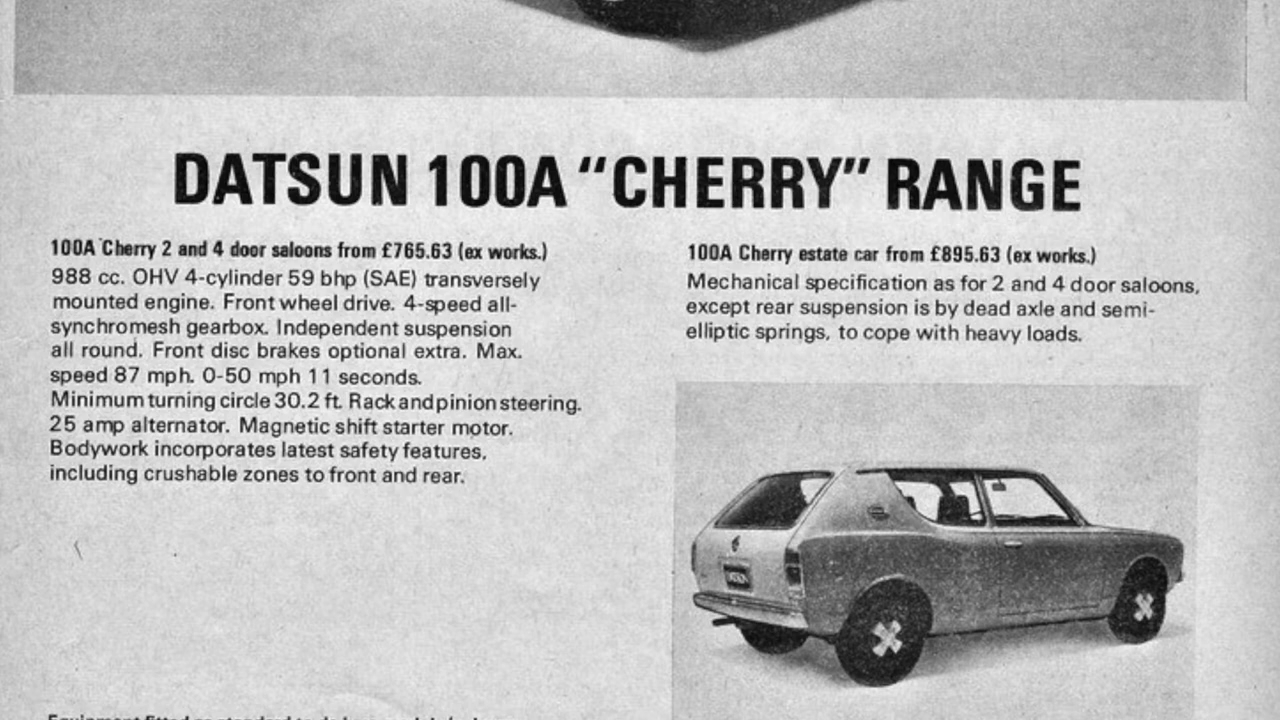 DATSUN 100A “CHERRY” RANGE
100A Cherry 2 and 4 door saloons from £765.63 (ex works.)
988 cc. OHV 4-cylinder 59 bhp (SAE) transversely
mounted engine. Front wheel drive. 4-speed all-
synchromesh gearbox. Independent suspension
all round. Front disc brakes optional extra. Max.
speed 87 mph. 0-50 mph 11 seconds.
Minimum turning circle 30.2 ft. Rack and pinion steering.
25 amp alternator. Magnetic shift starter motor.
Bodywork incorporates latest safety features,
including crushable zones to front and rear.
100A Cherry estate car from £895.63 (ex works.)
Mechanical specification as for 2 and 4 door saloons,
except rear suspension is by dead axle and semi-
elliptic springs, to cope with heavy loads.
DATSUN
Equipment fitted as standard